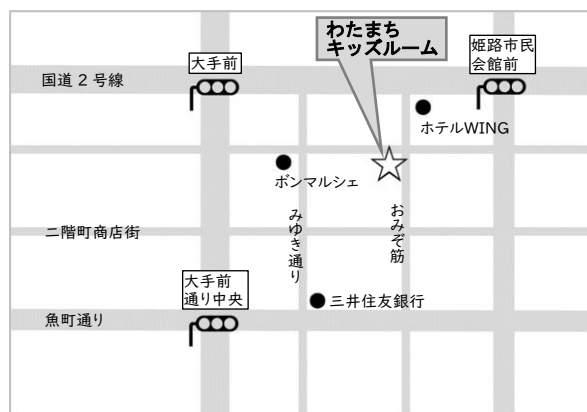 わたまち
キッズルーム
大手前
姫路市民
会館前
国道2号線
ホテルWING
ボンマルシェ
みゆき通り
おみぞ筋
二階町商店街
大手前
通り中央
三井住友銀行
魚町通り